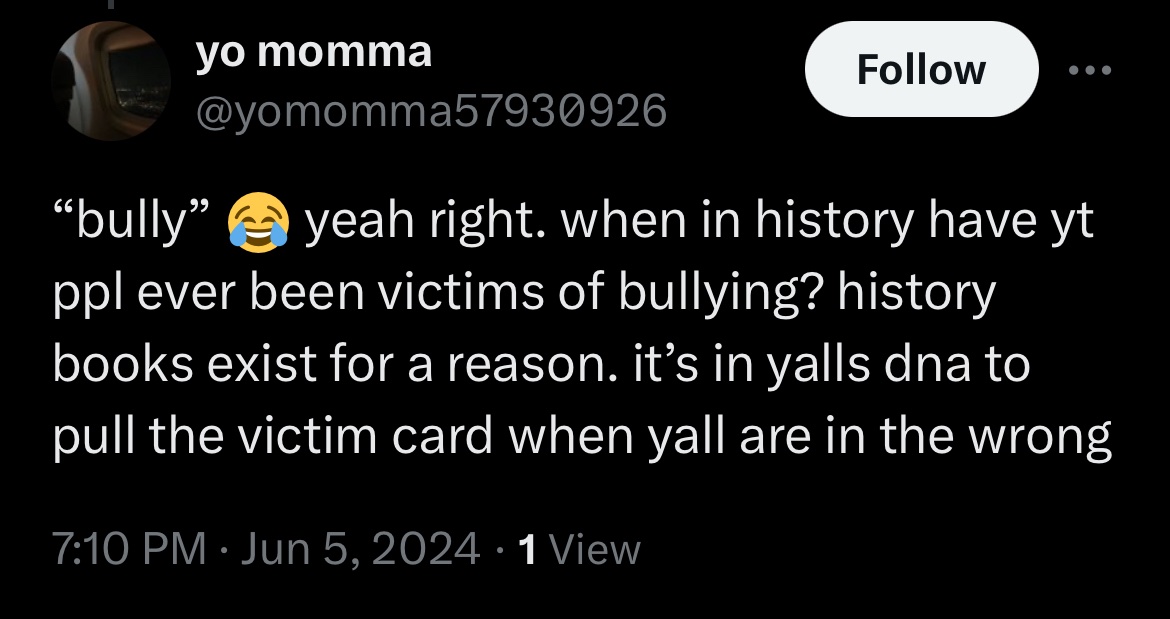 yo momma
Follow
@yomomma57930926
“bully” 😂 yeah right. when in history have yt
ppl ever been victims of bullying? history
books exist for a reason. it’s in yalls dna to
pull the victim card when yall are in the wrong
7:10 PM · Jun 5, 2024 · 1 View